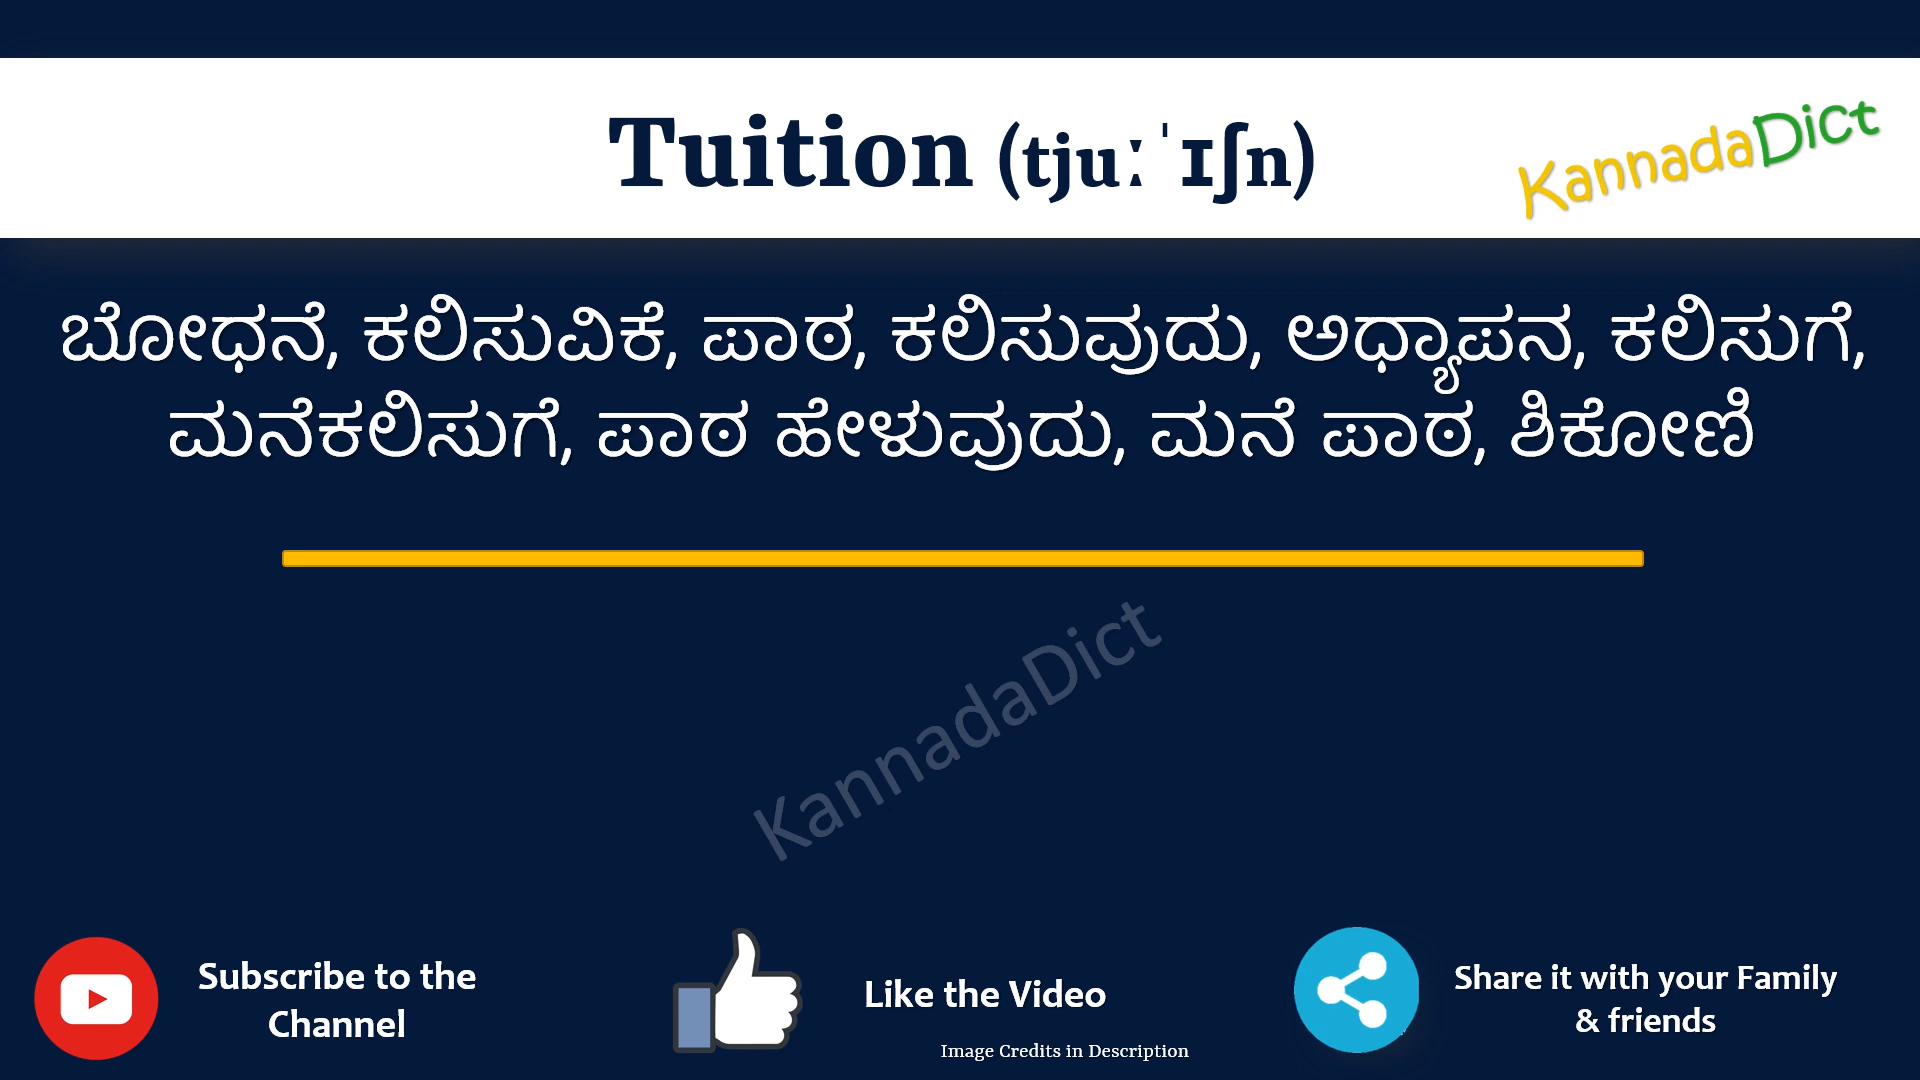 Tuition (tjuːˈɪʃn)
KannadaDict
ಬೋಧನೆ, ಕಲಿಸುವಿಕೆ, ಪಾಠ, ಕಲಿಸುವುದು, ಅಧ್ಯಾಪನ, ಕಲಿಸುಗೆ,
ಮನೆಕಲಿಸುಗೆ, ಪಾಠ ಹೇಳುವುದು, ಮನೆ ಪಾಠ, ಶಿಕೋಣಿ
KannadaDict
Subscribe to the
Channel
Like the Video
Share it with your Family
& friends
Image Credits in Description